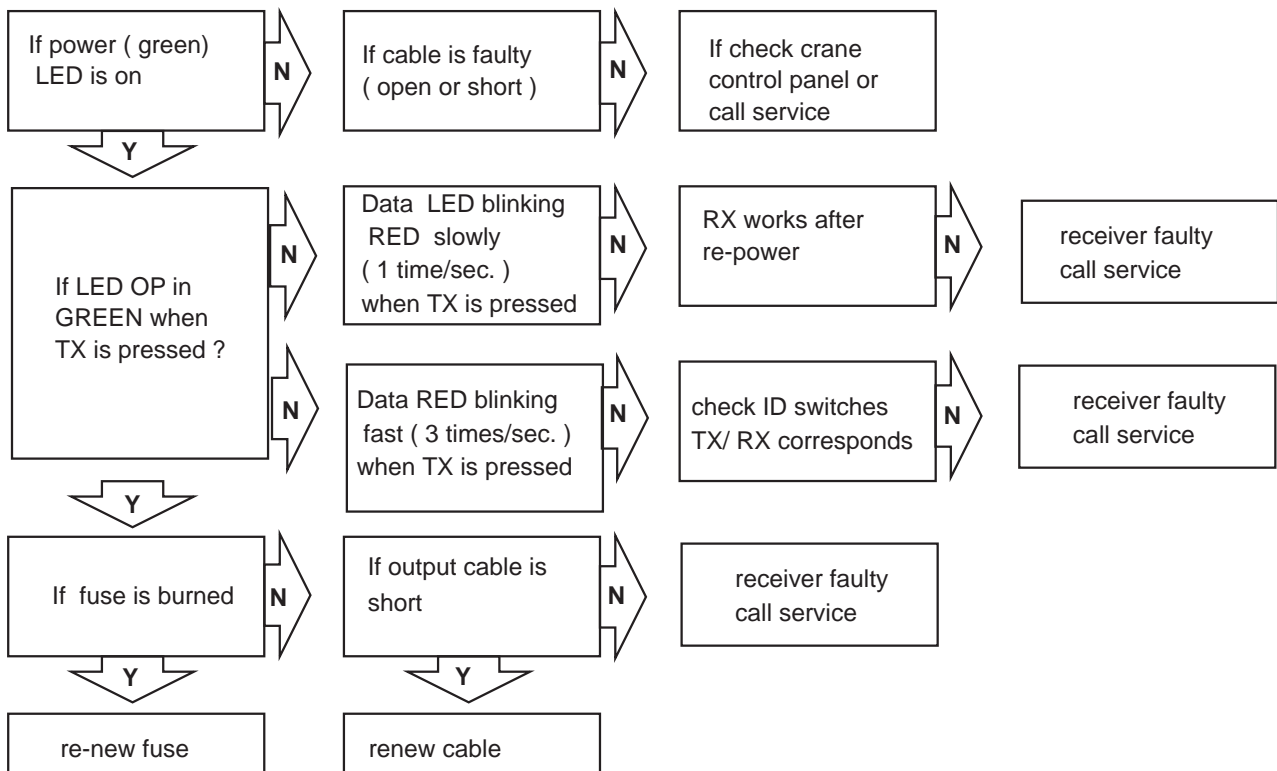 If power ( green)
LED is on
N
If cable is faulty
( open or short )
N
If check crane
control panel or
call service
Y
If LED OP in
GREEN when
TX is pressed ?
N
Data LED blinking
RED slowly
( 1 time/sec. )
when TX is pressed
N
RX works after
re-power
N
receiver faulty
call service
N
Data RED blinking
fast ( 3 times/sec. )
when TX is pressed
N
check ID switches
TX/ RX corresponds
N
receiver faulty
call service
Y
If fuse is burned
N
If output cable is
short
N
receiver faulty
call service
Y
Y
re-new fuse
renew cable